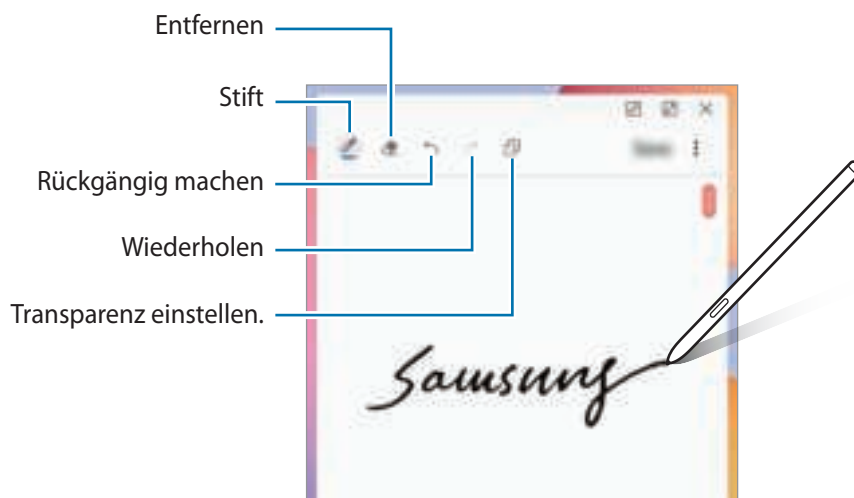 Entfernen
Stift
Rückgängig machen
Wiederholen
Transparenz einstellen.
Samsung